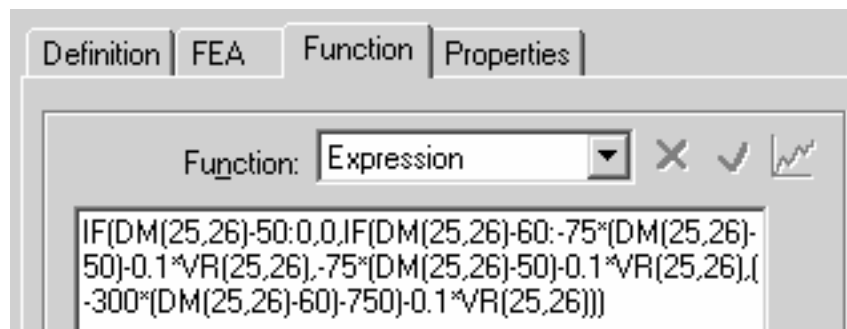 Definition FEA Function Properties
Function: Expression
IF(DM(25,26)-50:0,0,IF(DM(25,26)-60:-75*(DM(25,26)-
50)-0.1*VR(25,26),-75*(DM(25,26)-50)-0.1*VR(25,26),(
-300*(DM(25,26)-60)-750)-0.1*VR(25,26)))